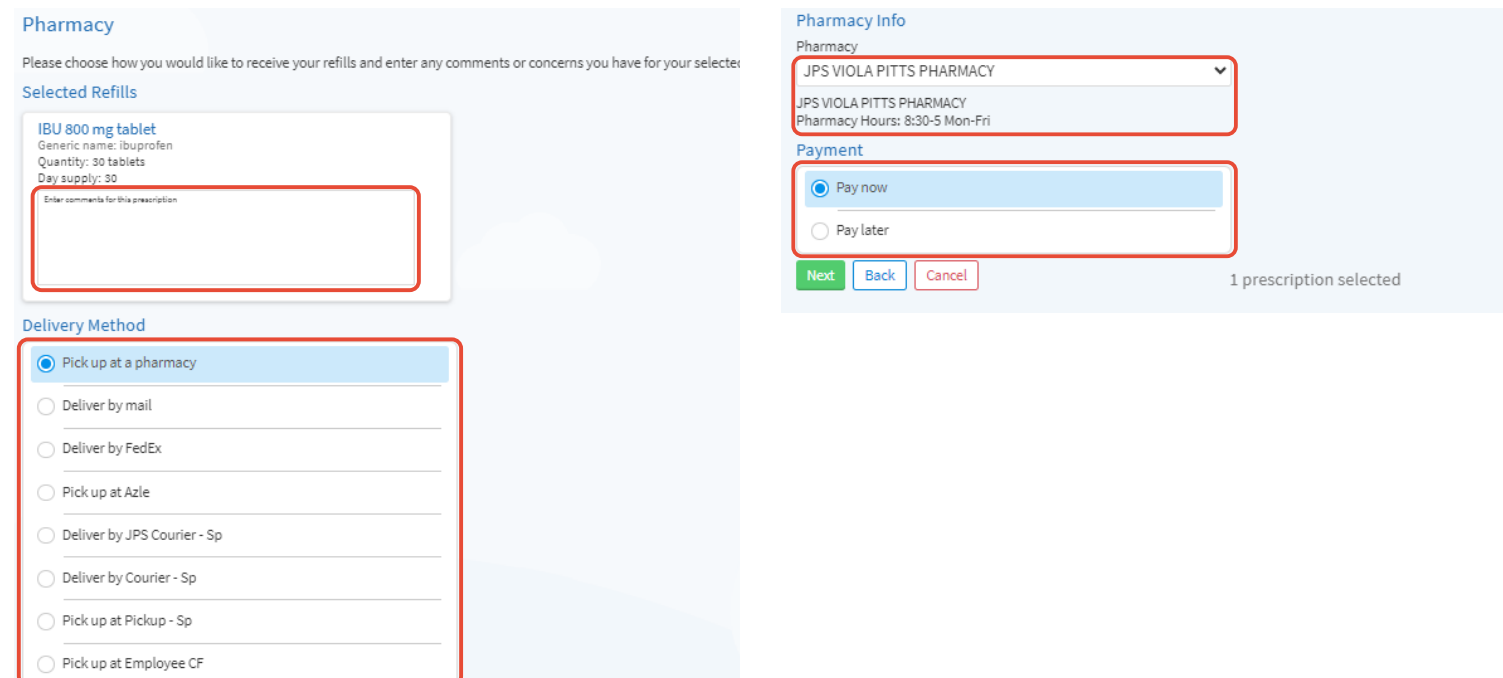 Pharmacy
Please choose how you would like to receive your refills and enter any comments or concerns you have for your selected
Selected Refills
IBU 800 mg tablet
Generic name: ibuprofen
Quantity: 30 tablets
Day supply: 30
Enter comments for this prescription
Delivery Method
Pick up at a pharmacy
Deliver by mail
Deliver by FedEx
Pick up at Azle
Deliver by JPS Courier - Sp
Deliver by Courier - Sp
Pick up at Pickup - Sp
Pick up at Employee CF
Pharmacy Info
Pharmacy
JPS VIOLA PITTS PHARMACY
JPS VIOLA PITTS PHARMACY
Pharmacy Hours: 8:30-5 Mon-Fri
Payment
Pay now
Pay later
Next Back Cancel
1 prescription selected